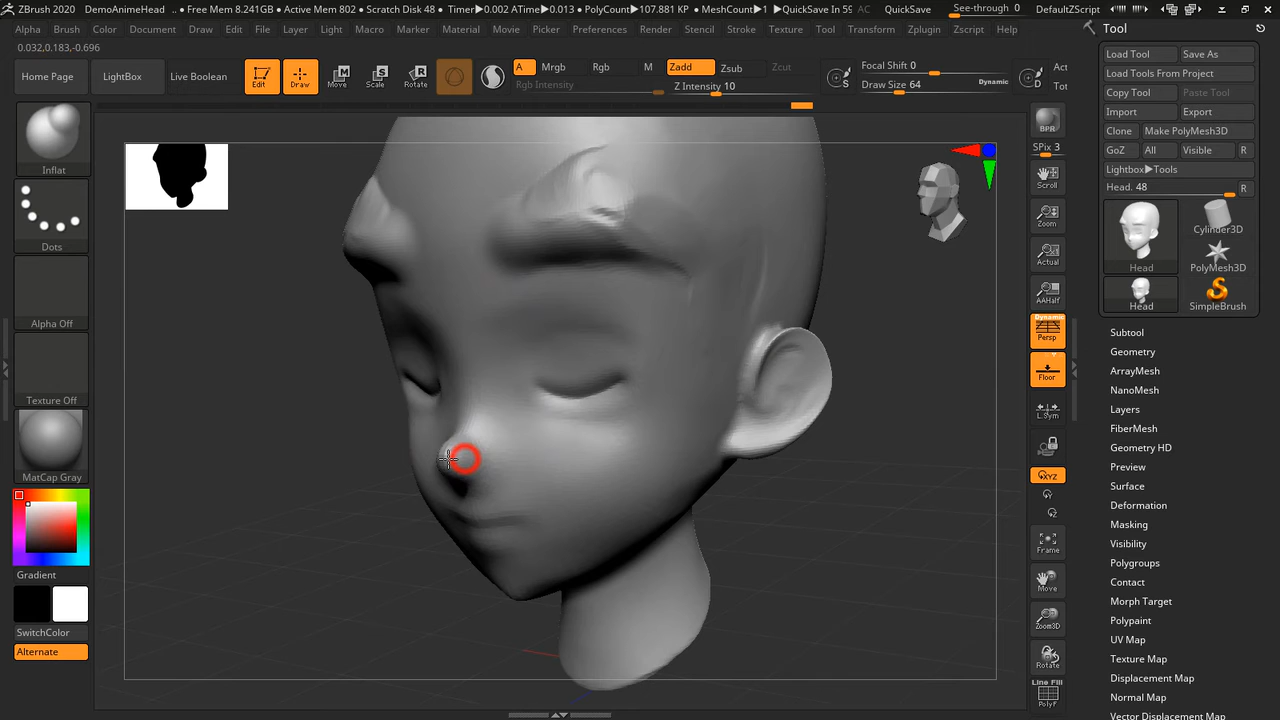 ZBrush 2020 DemoAnimeHead • Free Memory 8.241GB • Active Mem 802 • Scratch Disk 48 • Timer▶0.002 ATime▶0.013 • PolyCount▶107.881 KP • MeshCount▶1 ▶QuickSave In 59 AC QuickSave See-through 0 DefaultZScript
Alpha Brush Color Document Draw Edit File Layer Light Macro Marker Material Movie Picker Preferences Render Stencil Stroke Texture Tool Transform Zplugin Zscript Help
0.032,0.183,-0.696
Home Page LightBox Live Boolean Edit Draw Move Scale Rotate A Mrgb Rgb M Zadd Zsub Zcut Focal Shift 0 Act
Rgb Intensity Z Intensity 10 Draw Size 64 Dynamic Tot
Inflat
Dots
Alpha Off
Texture Off
MatCap Gray
Gradient
SwitchColor
Alternate
BPR
SPix 3
Scroll
Zoom
Actual
AAHalf
Dynamic
Persp
Floor
L.Sym
XYZ
Y
Z
Frame
Move
Zoom3D
Rotate
Line Fill
PolyF
Tool
Load Tool Save As
Load Tools From Project
Copy Tool Paste Tool
Import Export
Clone Make PolyMesh3D
GoZ All Visible R
Lightbox▶Tools
Head. 48 R
Head Cylinder3D
PolyMesh3D
Head SimpleBrush
Subtool
Geometry
ArrayMesh
NanoMesh
Layers
FiberMesh
Geometry HD
Preview
Surface
Deformation
Masking
Visibility
Polygroups
Contact
Morph Target
Polypaint
UV Map
Texture Map
Displacement Map
Normal Map
Vector Displacement Map